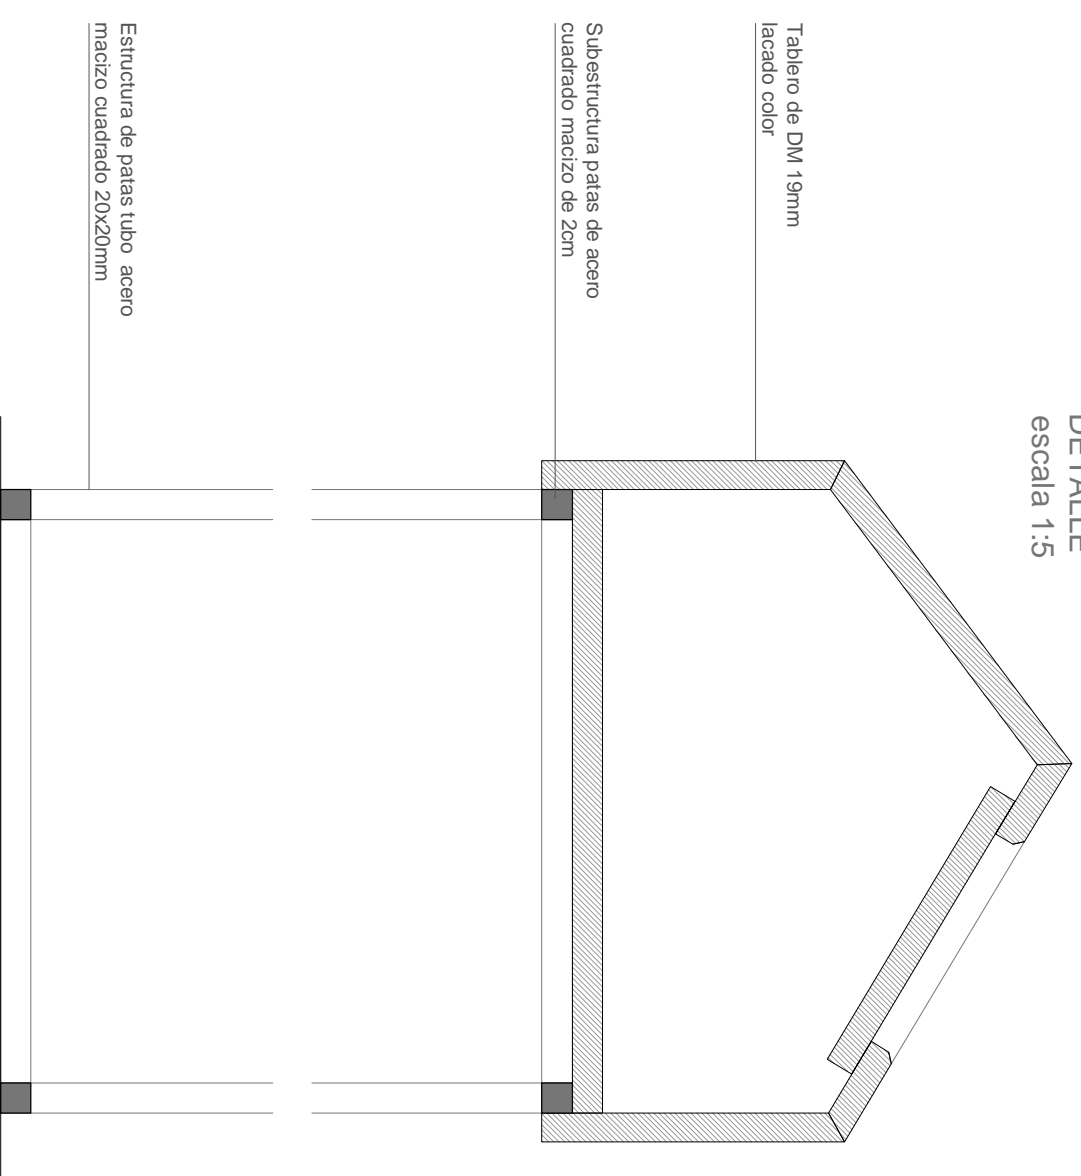 DETALLE
escala 1:5
Tablero de DM 19mm
lacado color
Subestructura patas de acero
cuadrado macizo de 2cm
Estructura de patas tubo acero
macizo cuadrado 20x20mm